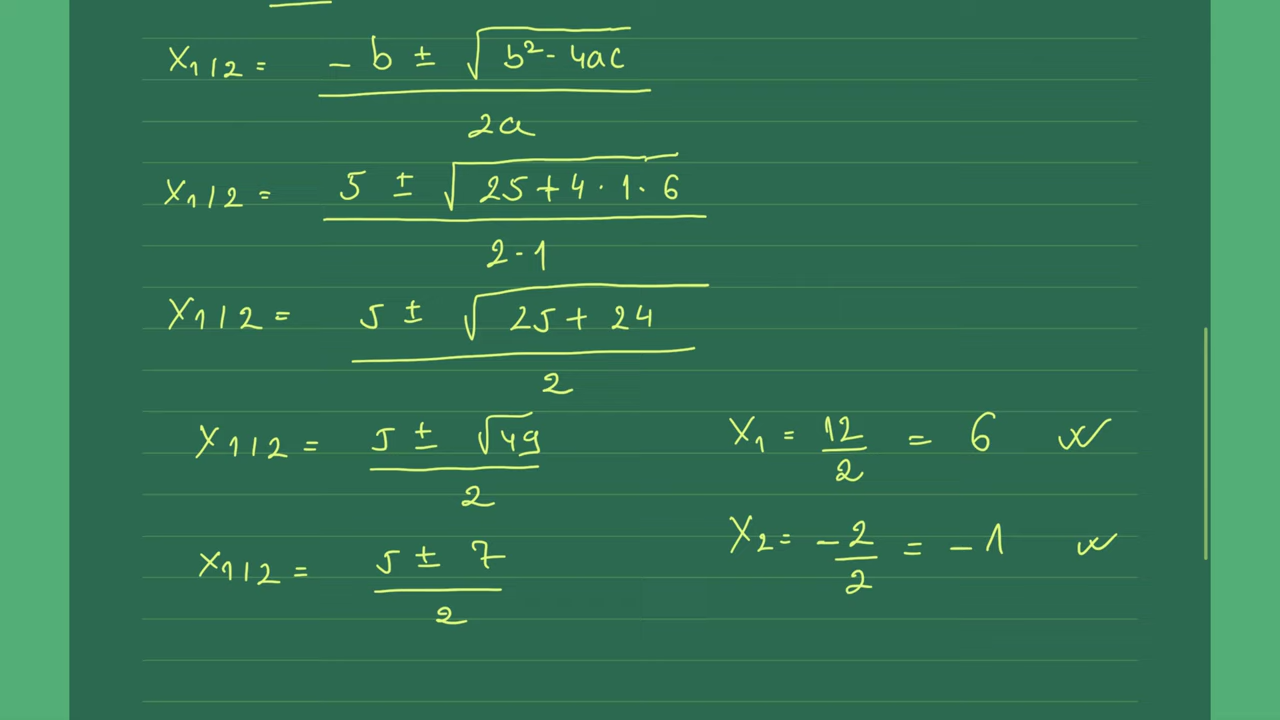 X₁/₂ = (-b ± √(b² - 4ac)) / 2a
X₁/₂ = (5 ± √(25 + 4 · 1 · 6)) / (2 · 1)
X₁/₂ = (5 ± √(25 + 24)) / 2
X₁/₂ = (5 ± √49) / 2
X₁/₂ = (5 ± 7) / 2
X₁ = 12/2 = 6
X₂ = -2/2 = -1